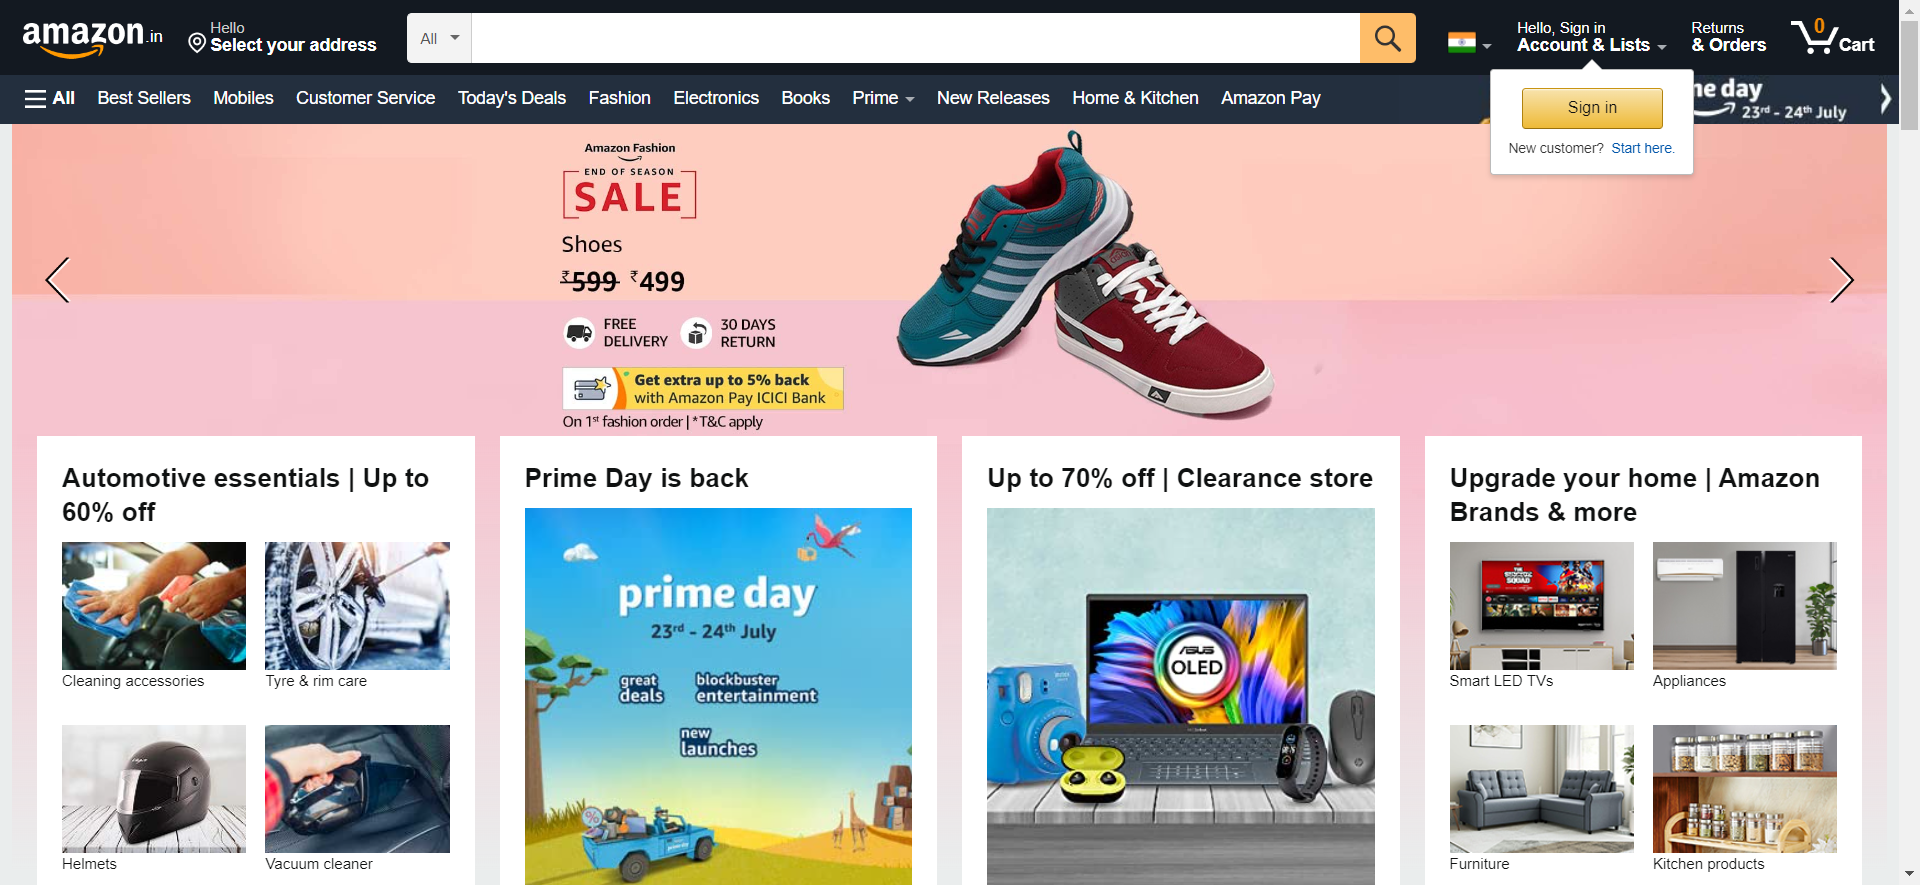 amazon.in
Hello
Select your address
All
Hello, Sign in
Account & Lists
Returns
& Orders
0
Cart
All
Best Sellers
Mobiles
Customer Service
Today's Deals
Fashion
Electronics
Books
Prime
New Releases
Home & Kitchen
Amazon Pay
day
23rd - 24th July
Sign in
New customer? Start here.
Amazon Fashion
END OF SEASON
SALE
Shoes
₹599 ₹499
FREE
DELIVERY
30 DAYS
RETURN
Get extra up to 5% back
with Amazon Pay ICICI Bank
On 1st fashion order | *T&C apply
Automotive essentials | Up to
60% off
Cleaning accessories
Tyre & rim care
Helmets
Vacuum cleaner
Prime Day is back
prime day
23rd - 24th July
great
deals
blockbuster
entertainment
new
launches
prime day
Up to 70% off | Clearance store
ASUS
OLED
Upgrade your home | Amazon
Brands & more
Smart LED TVs
Appliances
Furniture
Kitchen products